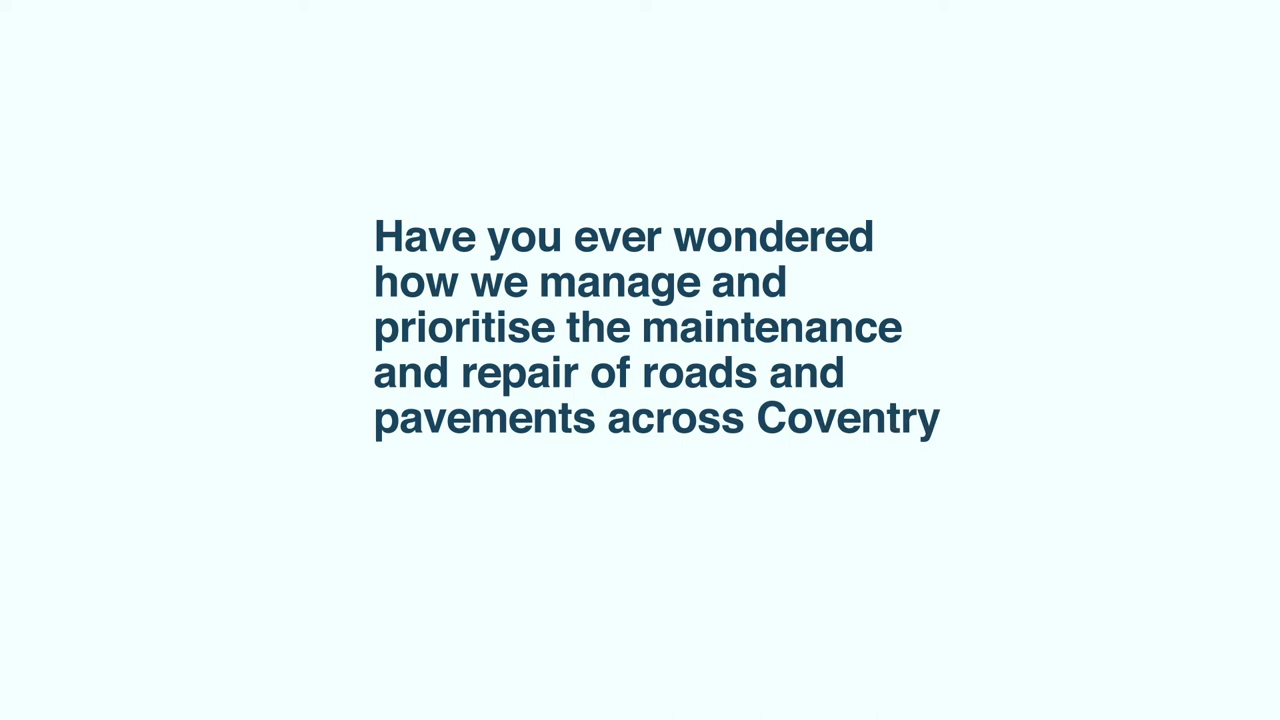 Have you ever wondered
how we manage and
prioritise the maintenance
and repair of roads and
pavements across Coventry